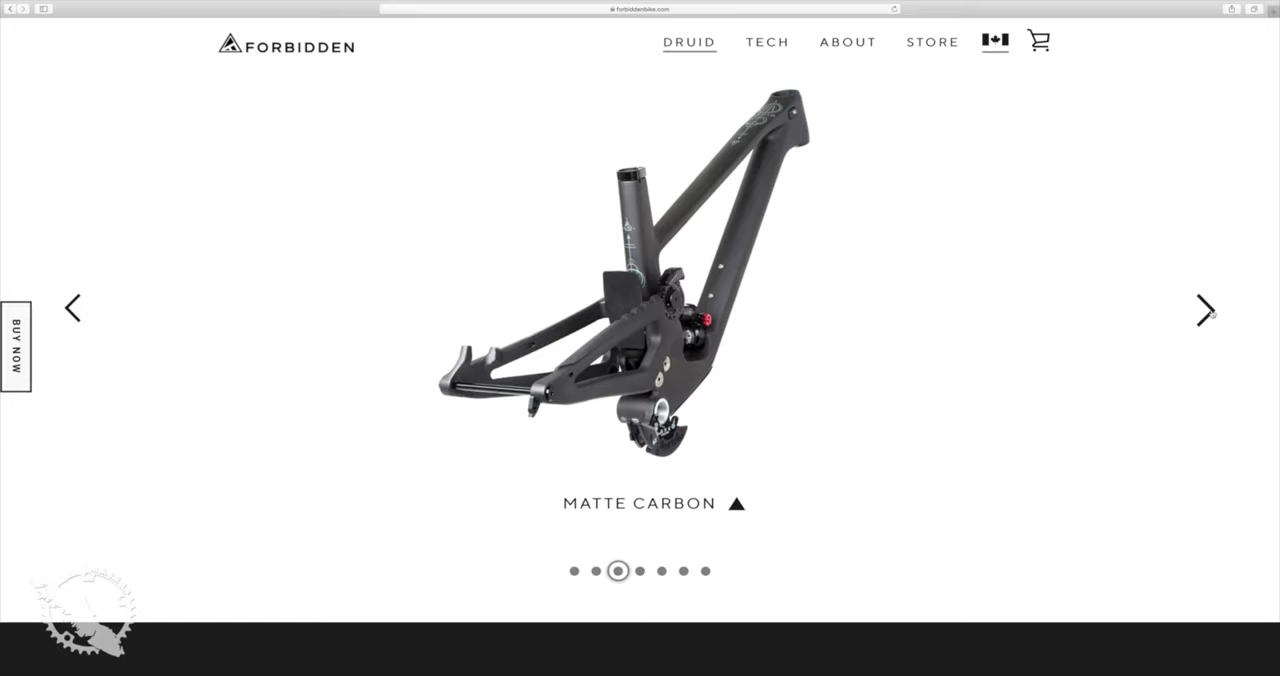 forbiddenbike.com
FORBIDDEN
DRUID TECH ABOUT STORE
BUY NOW
MATTE CARBON